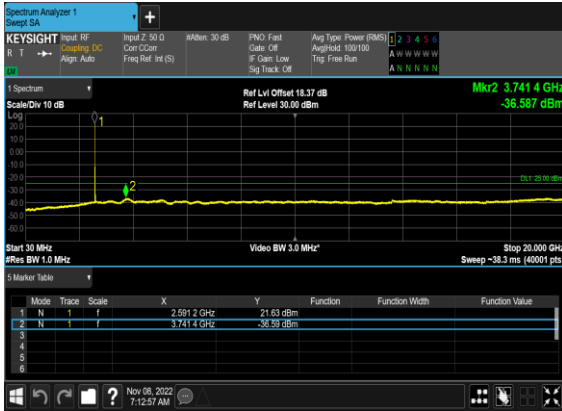 Spectrum Analyzer 1
Swept SA
+
KEYSIGHT Input: RF Input Z: 50 Ω #Atten: 30 dB PNO: Fast Avg Type: Power (RMS) 1 2 3 4 5 6
R T Coupling: DC Corr CCorr Gate: Off Avg|Hold: 100/100 A W W W W W
Align: Auto Freq Ref: Int (S) IF Gain: Low Trig: Free Run
Sig Track: Off A N N N N N
1 Spectrum Ref Lvl Offset 18.37 dB Mkr2 3.741 4 GHz
Scale/Div 10 dB Ref Level 30.00 dBm -36.587 dBm
Log
20.0
10.0
0.00
-10.0
-20.0
-30.0
-40.0
-50.0
-60.0
1
2
DL1 -25.00 dBm
Start 30 MHz Video BW 3.0 MHz* Stop 20.000 GHz
#Res BW 1.0 MHz Sweep ~38.3 ms (40001 pts)
5 Marker Table
Mode Trace Scale X Y Function Function Width Function Value
1 N 1 f 2.591 2 GHz 21.63 dBm
2 N 1 f 3.741 4 GHz -36.59 dBm
3
4
5
6
? Nov 08, 2022
7:12:57 AM